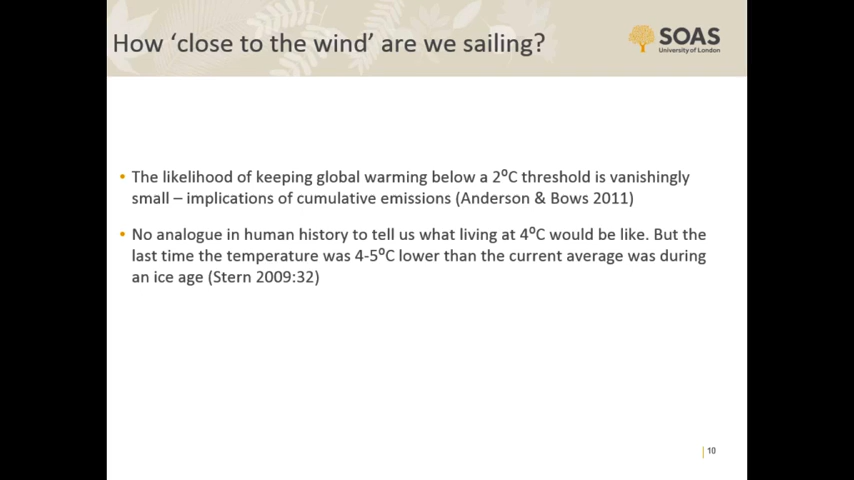 How ‘close to the wind’ are we sailing?
SOAS
University of London
• The likelihood of keeping global warming below a 2⁰C threshold is vanishingly
small – implications of cumulative emissions (Anderson & Bows 2011)
• No analogue in human history to tell us what living at 4⁰C would be like. But the
last time the temperature was 4-5⁰C lower than the current average was during
an ice age (Stern 2009:32)
10